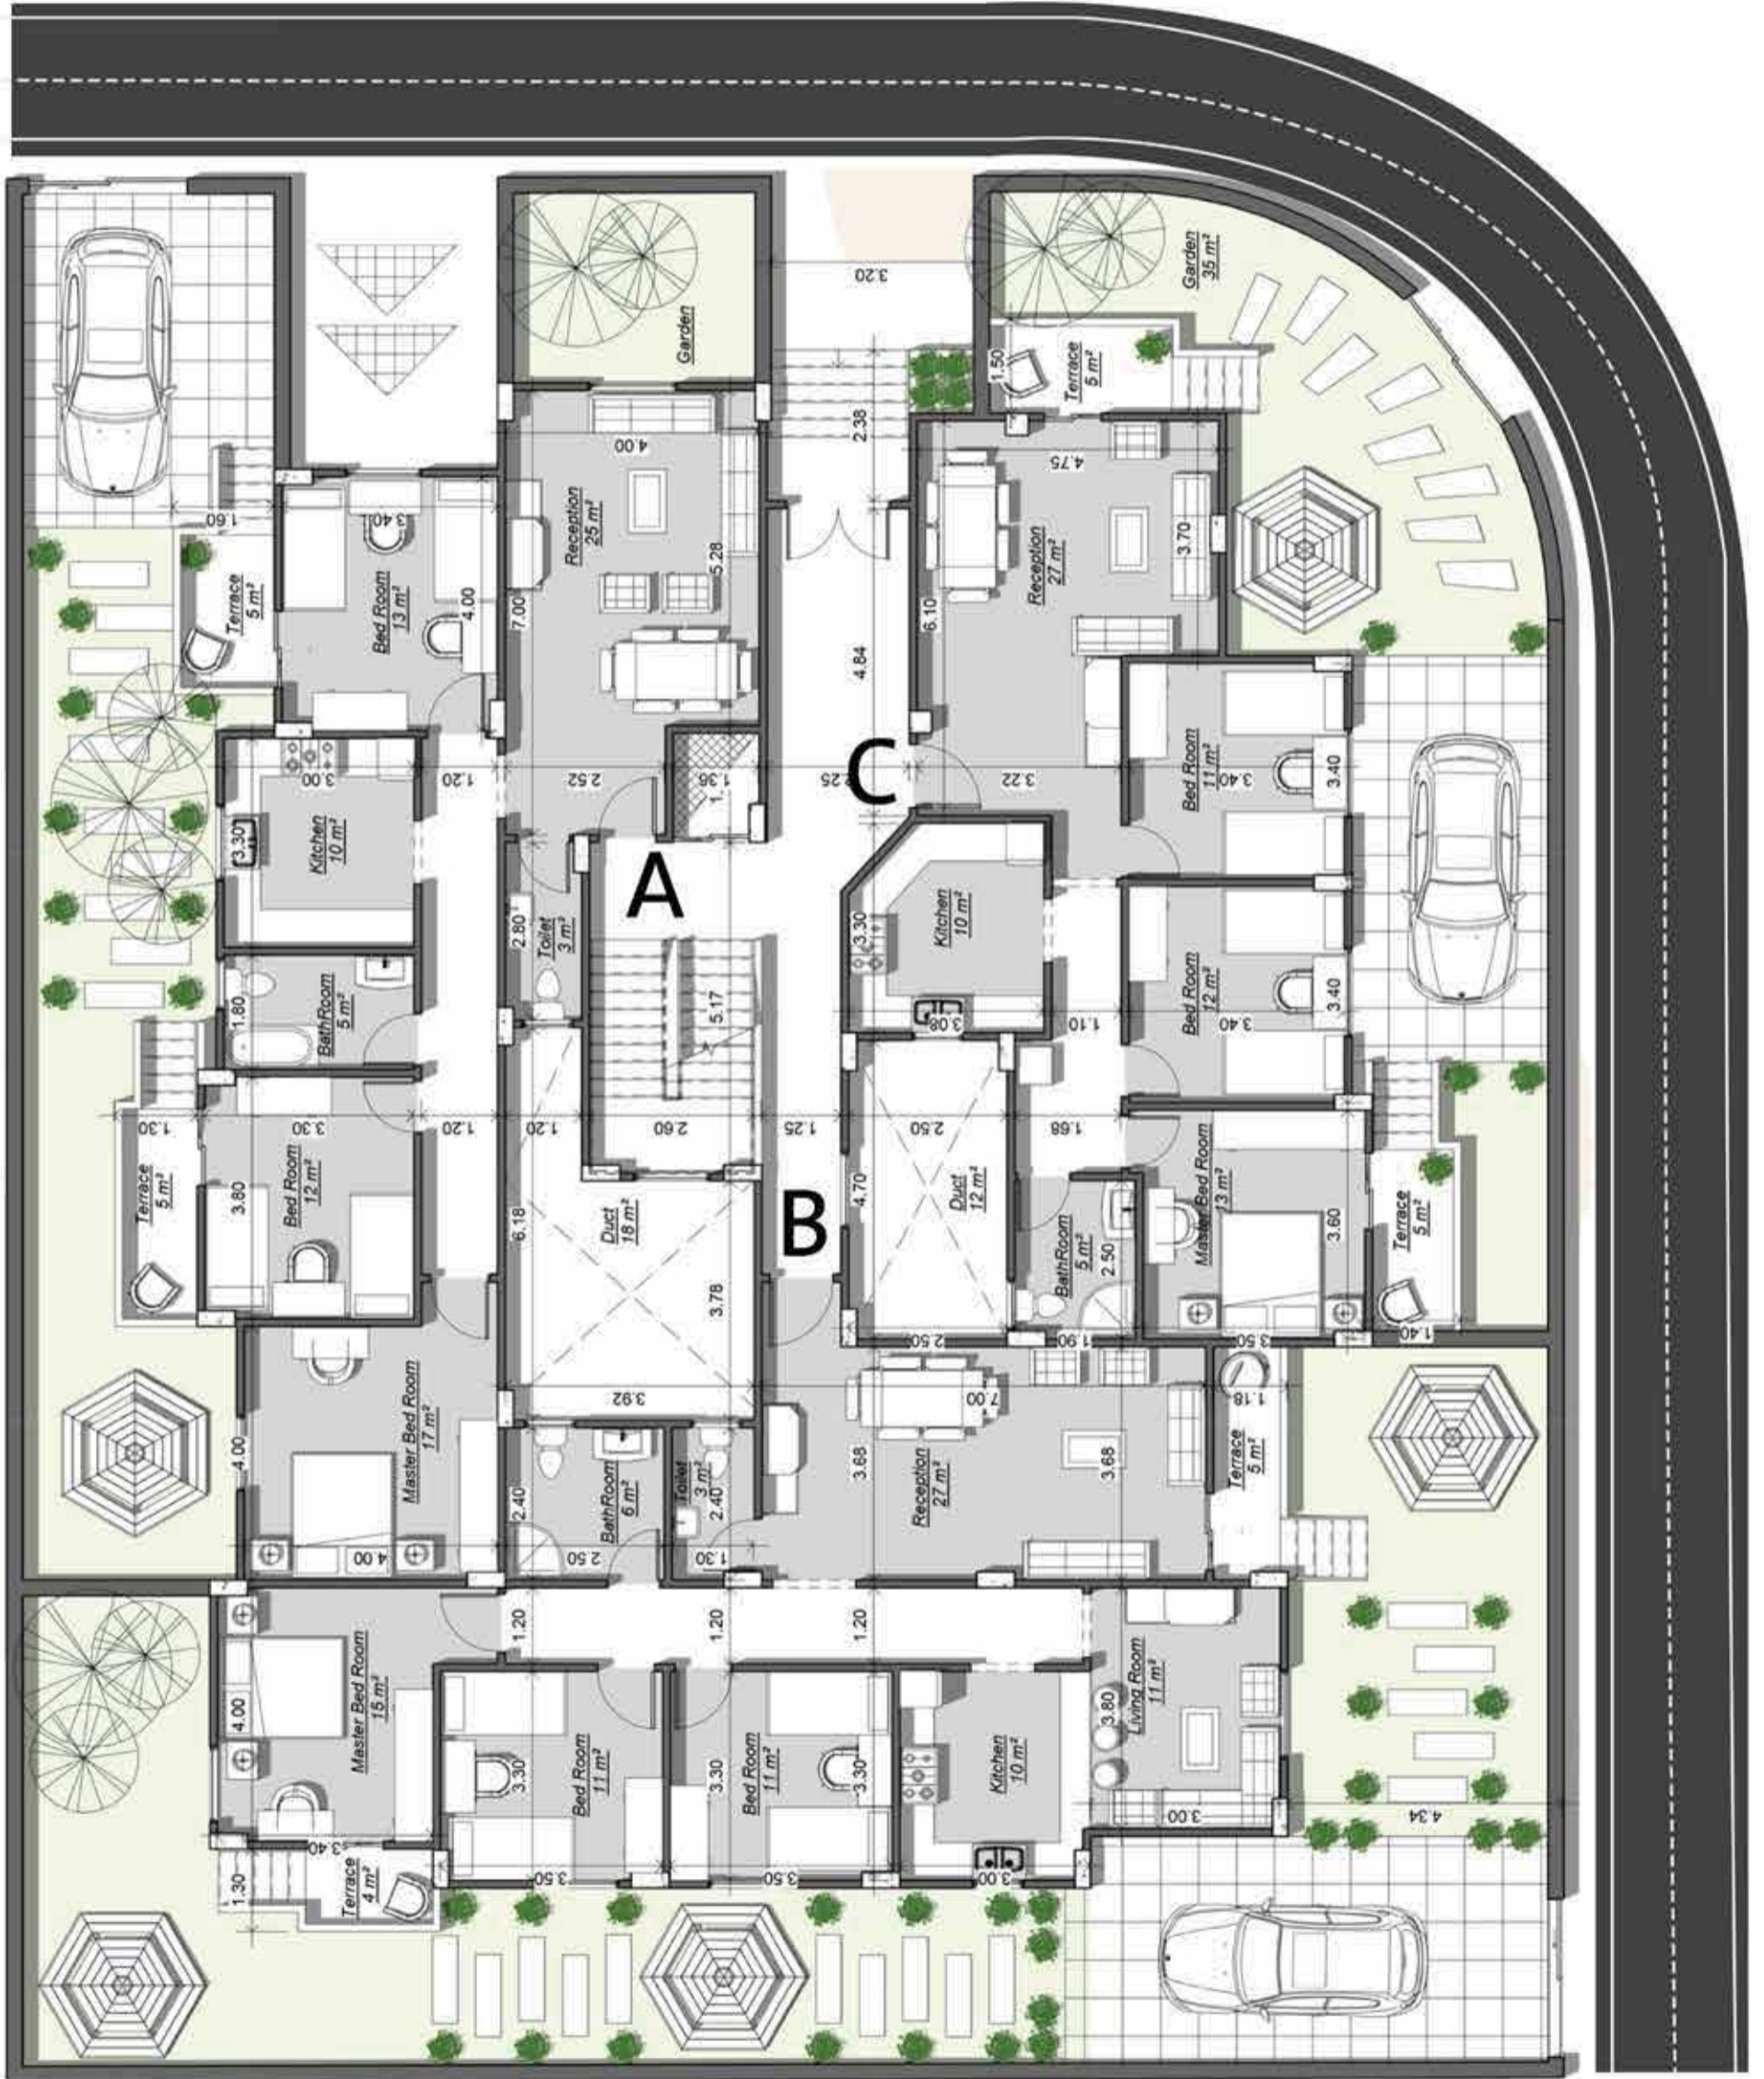 3.20
Garden
35 m²
Garden
1.50
Terrace
5 m²
2.38
4.00
4.75
Reception
25 m²
1.60
3.40
Terrace
5 m²
Bed Room
13 m²
4.00
7.00
5.28
6.10
Reception
27 m²
3.70
4.84
3.00
1.20
2.52
1.36
C
3.22
3.30
Kitchen
10 m²
Bed Room
11 m²
3.40
3.40
A
2.80
Toilet
3 m²
3.30
Kitchen
10 m²
1.80
BathRoom
5 m²
5.17
3.08
1.10
Bed Room
12 m²
3.40
3.40
1.30
3.30
1.20
1.20
2.60
1.25
2.50
1.68
Terrace
5 m²
3.80
Bed Room
12 m²
6.18
Duct
18 m²
B
4.70
Duct
12 m²
BathRoom
5 m²
2.50
Master Bed Room
13 m²
3.60
Terrace
5 m²
3.78
2.50
1.90
3.50
1.40
3.92
7.00
1.18
4.00
Master Bed Room
17 m²
2.40
BathRoom
6 m²
Toilet
3 m²
2.40
3.68
Reception
27 m²
3.68
Terrace
5 m²
4.00
2.50
1.30
1.20
1.20
1.20
4.00
Master Bed Room
15 m²
3.30
Bed Room
11 m²
3.30
Bed Room
11 m²
3.30
Kitchen
10 m²
3.80
Living Room
11 m²
3.00
4.34
3.40
1.30
Terrace
4 m²
3.50
3.50
3.00